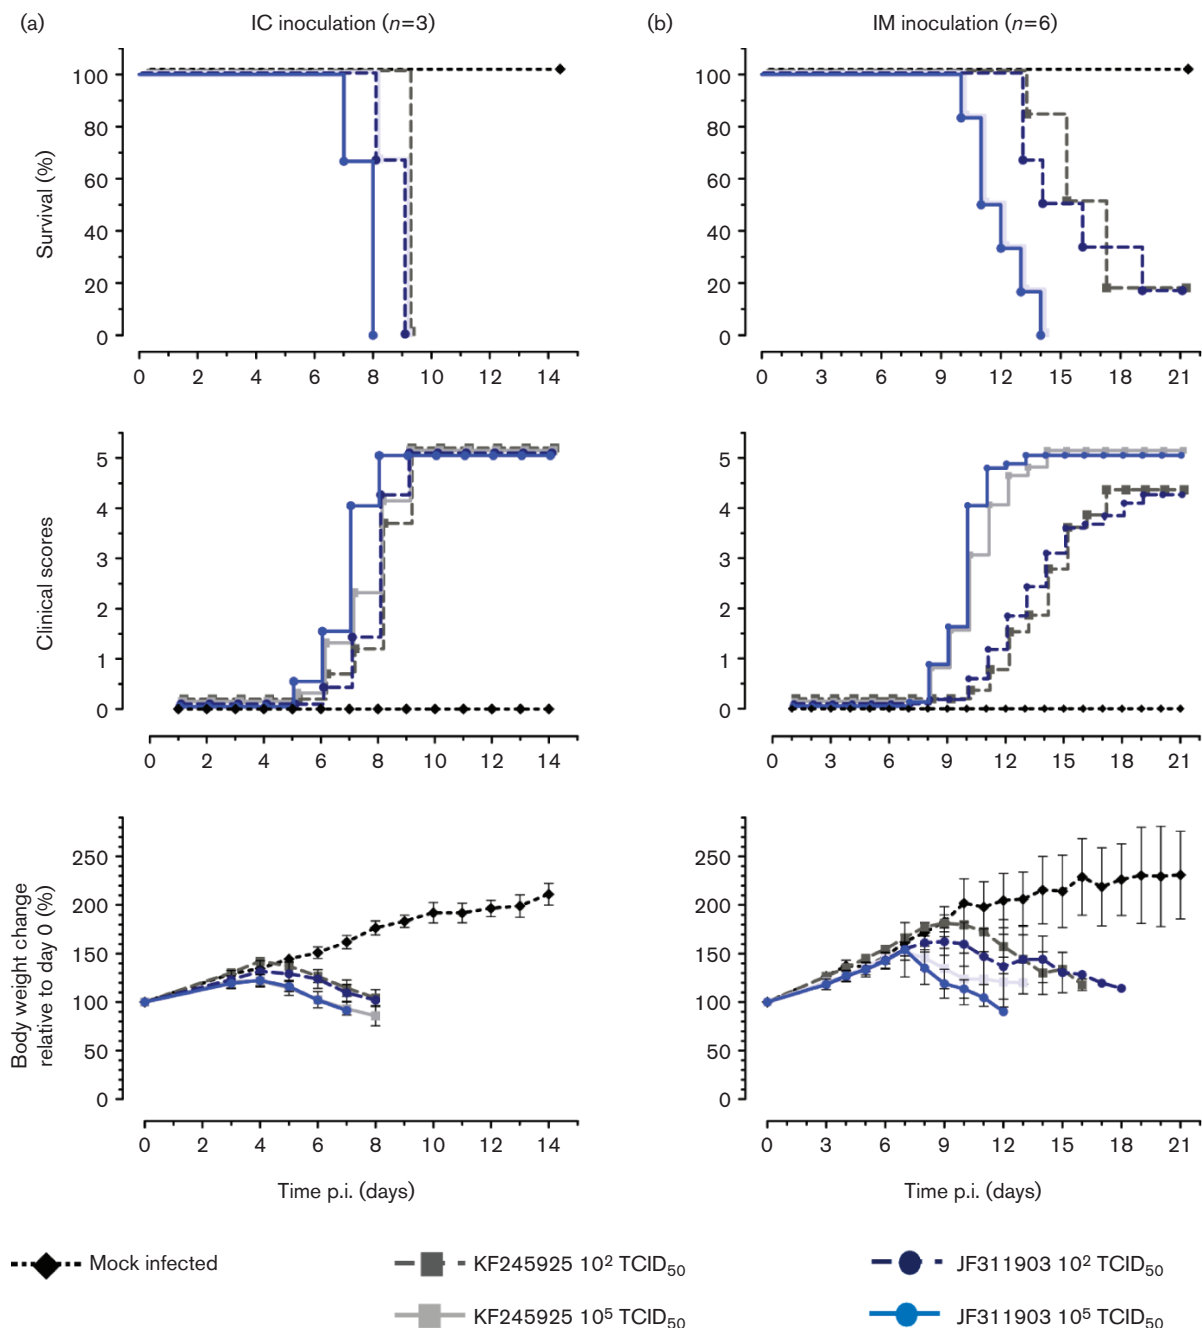 (a) IC inoculation (n=3)
(b) IM inoculation (n=6)
Survival (%)
100
80
60
40
20
0
0 2 4 6 8 10 12 14
0 3 6 9 12 15 18 21
Clinical scores
5
4
3
2
1
0
0 2 4 6 8 10 12 14
5
4
3
2
1
0
0 3 6 9 12 15 18 21
Body weight change
relative to day 0 (%)
250
200
150
100
50
0
0 2 4 6 8 10 12 14
Time p.i. (days)
250
200
150
100
50
0
0 3 6 9 12 15 18 21
Time p.i. (days)
100
80
60
40
20
0
Mock infected
KF245925 10² TCID₅₀
JF311903 10² TCID₅₀
KF245925 10⁵ TCID₅₀
JF311903 10⁵ TCID₅₀